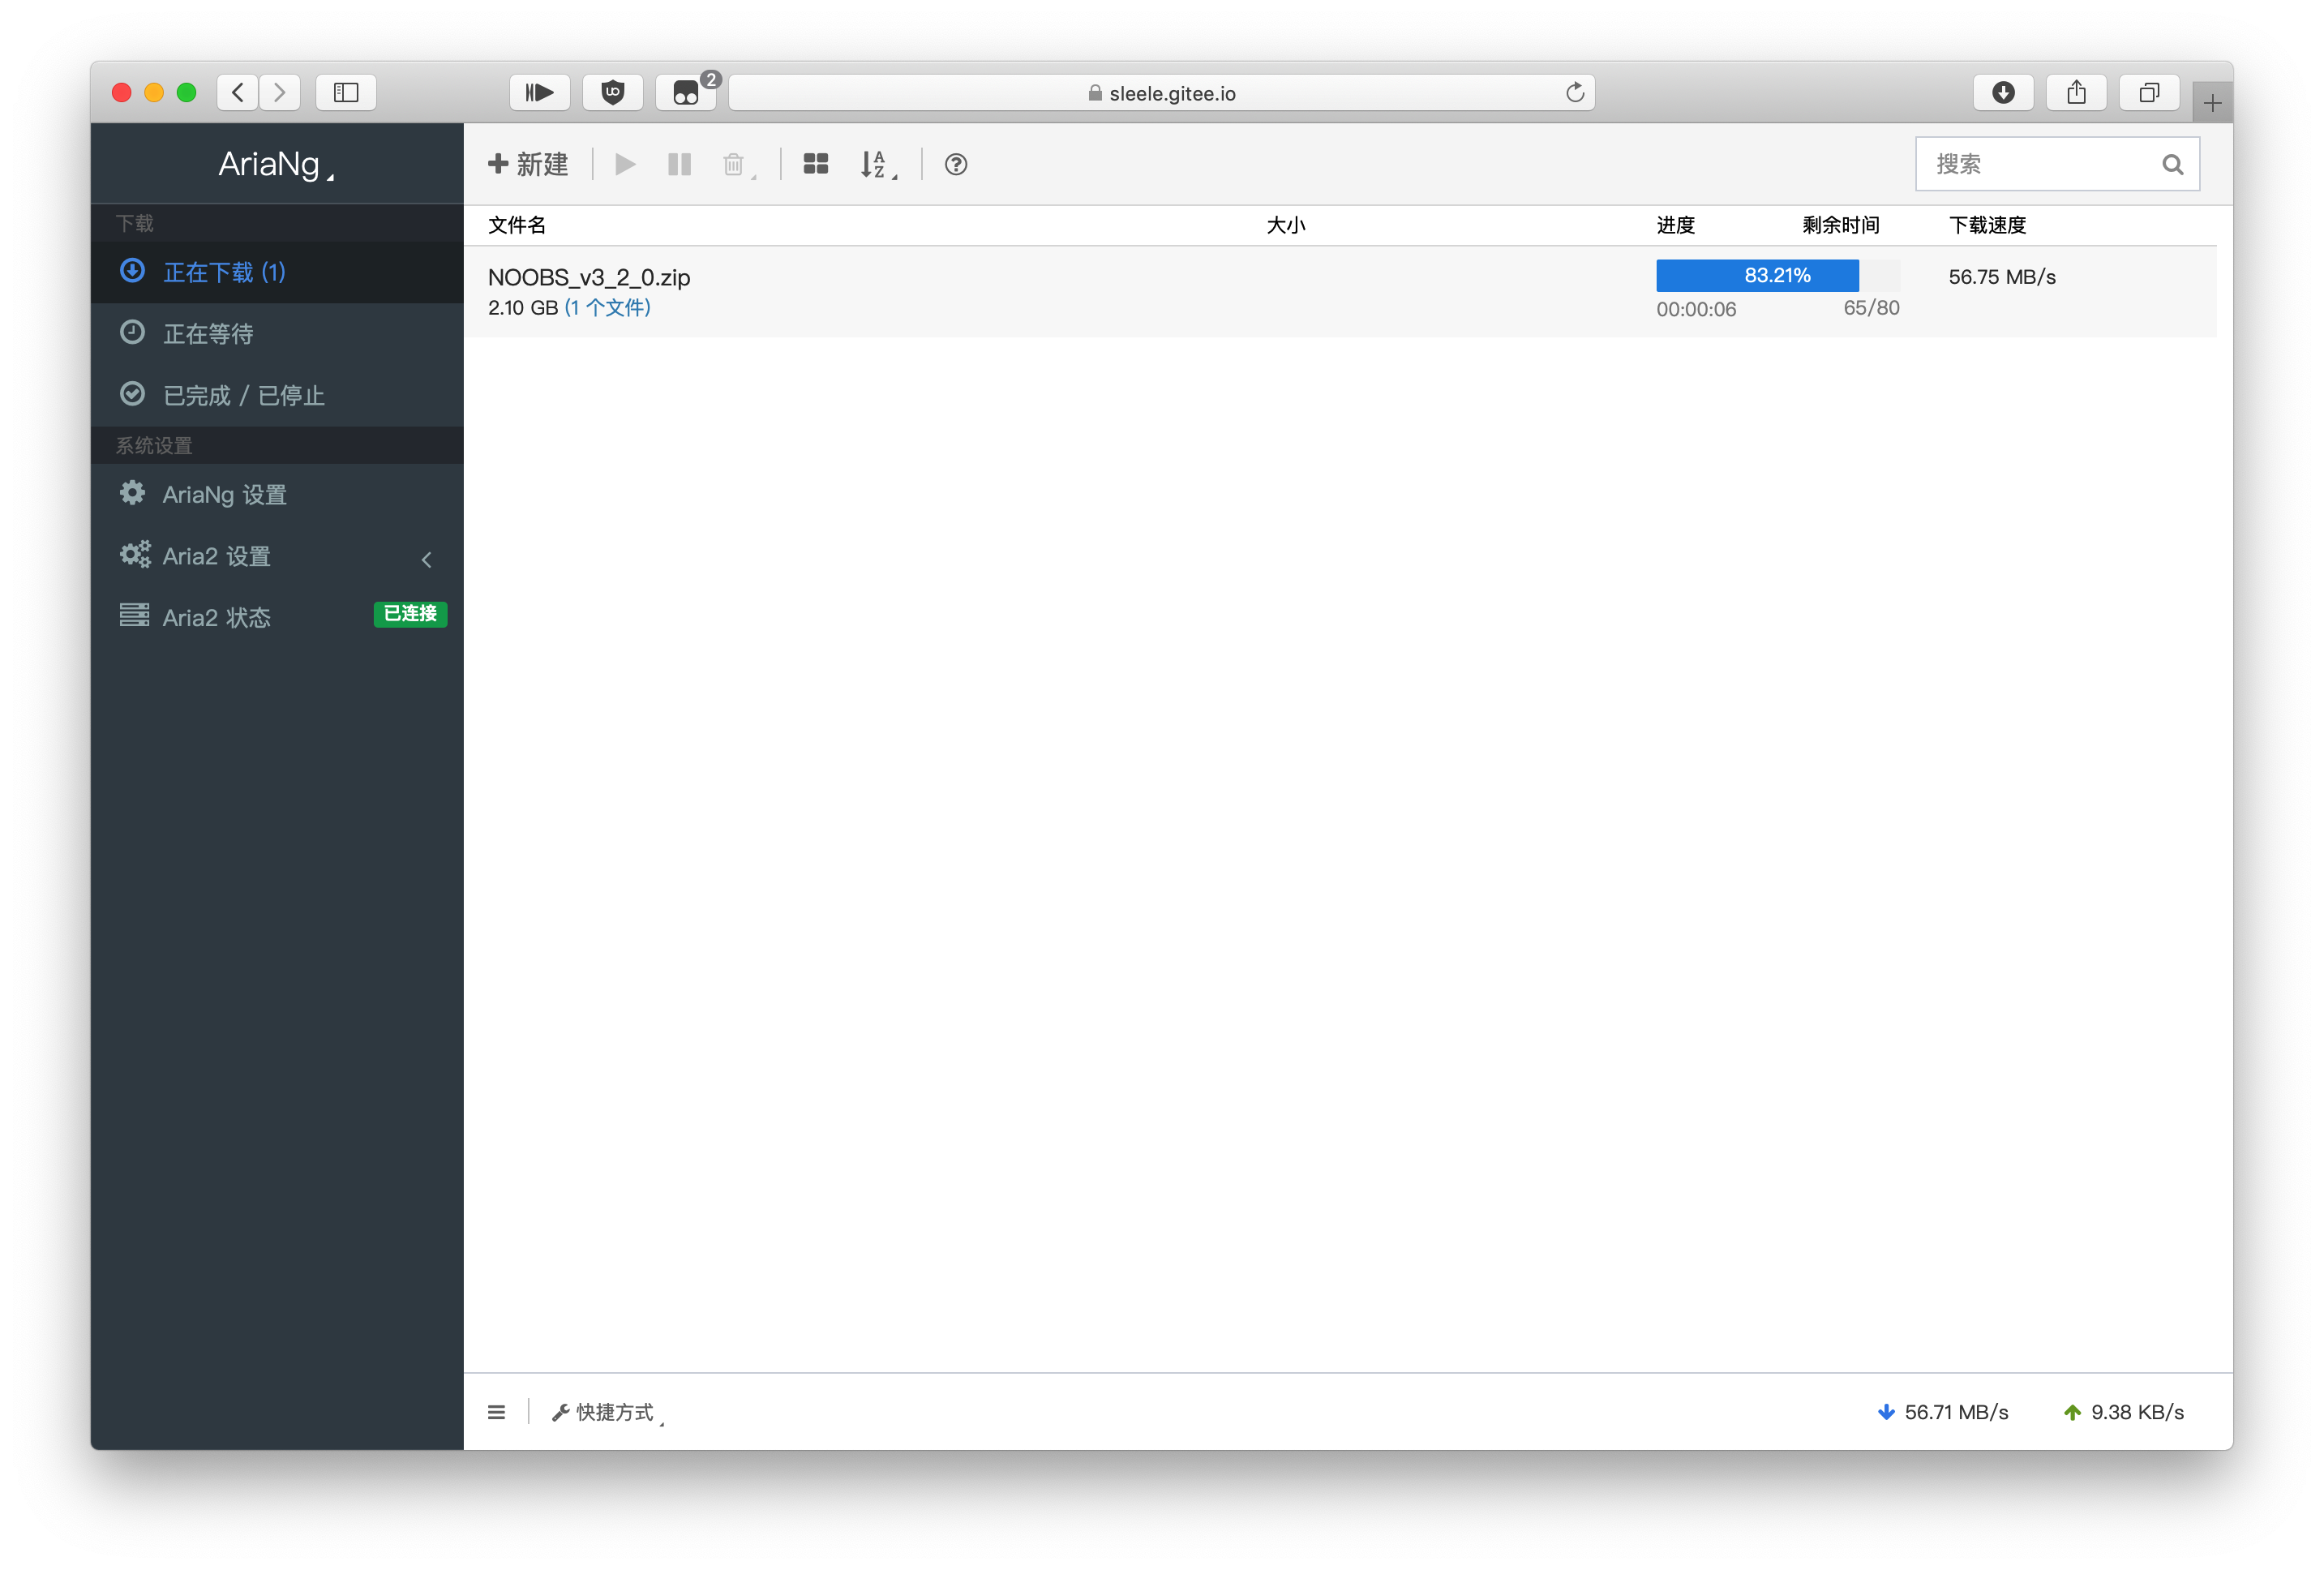 2
sleele.gitee.io
AriaNg
新建
搜索
下载
正在下载 (1)
正在等待
已完成 / 已停止
系统设置
AriaNg 设置
Aria2 设置
Aria2 状态 已连接
文件名 大小 进度 剩余时间 下载速度
NOOBS_v3_2_0.zip 83.21% 56.75 MB/s
2.10 GB (1 个文件) 00:00:06 65/80
快捷方式 56.71 MB/s 9.38 KB/s